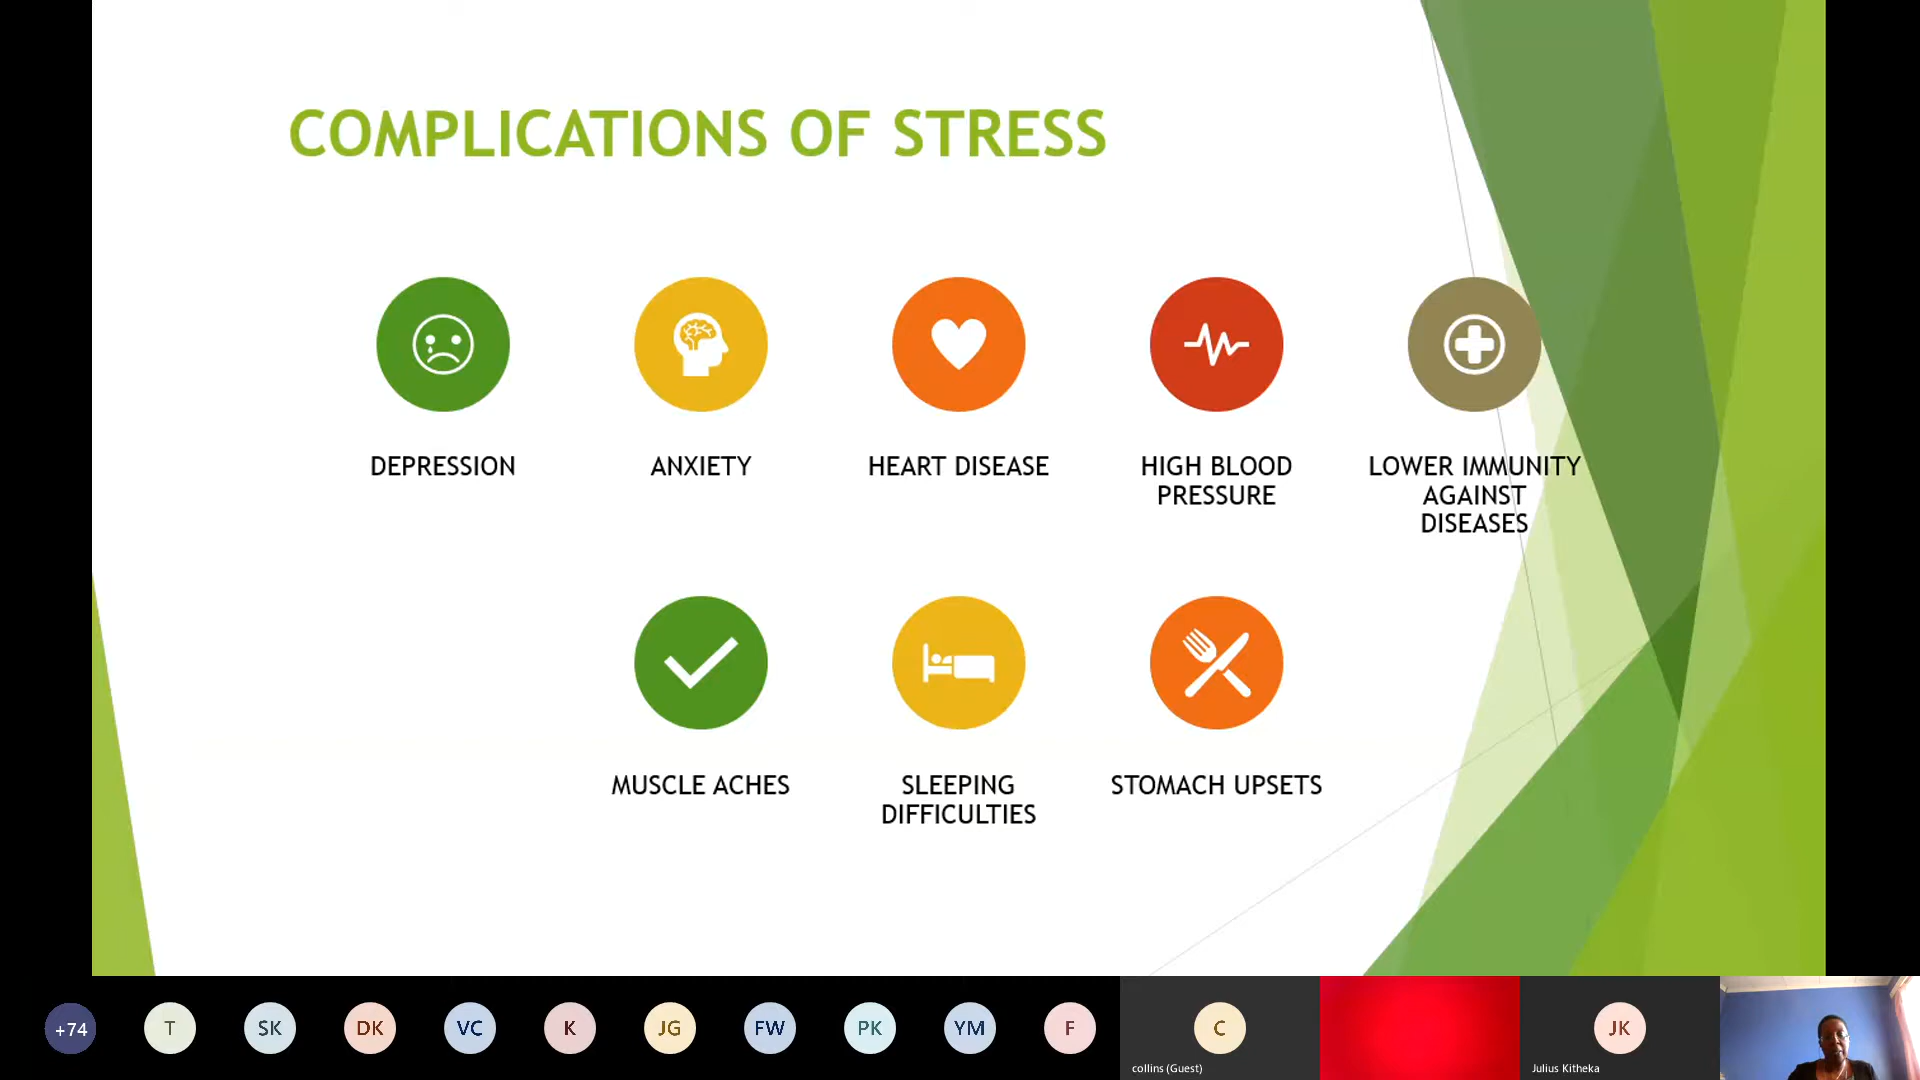 COMPLICATIONS OF STRESS
DEPRESSION
ANXIETY
HEART DISEASE
HIGH BLOOD
PRESSURE
LOWER IMMUNITY
AGAINST
DISEASES
MUSCLE ACHES
SLEEPING
DIFFICULTIES
STOMACH UPSETS
+74
T
SK
DK
VC
K
JG
FW
PK
YM
F
C
collins (Guest)
JK
Julius Kitheka